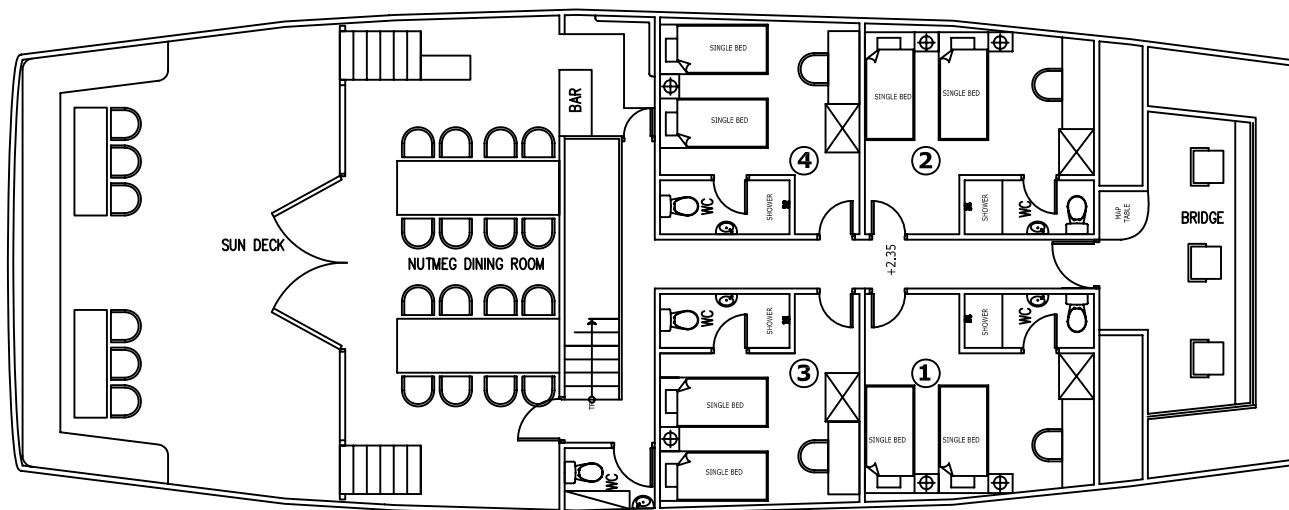 SUN DECK
NUTMEG DINING ROOM
BAR
SINGLE BED
SINGLE BED
4
WC
SHOWER
SINGLE BED
SINGLE BED
2
SHOWER
WC
MAP
TABLE
BRIDGE
+2.35
WC
SHOWER
3
SINGLE BED
SINGLE BED
SHOWER
WC
1
SINGLE BED
SINGLE BED
WC